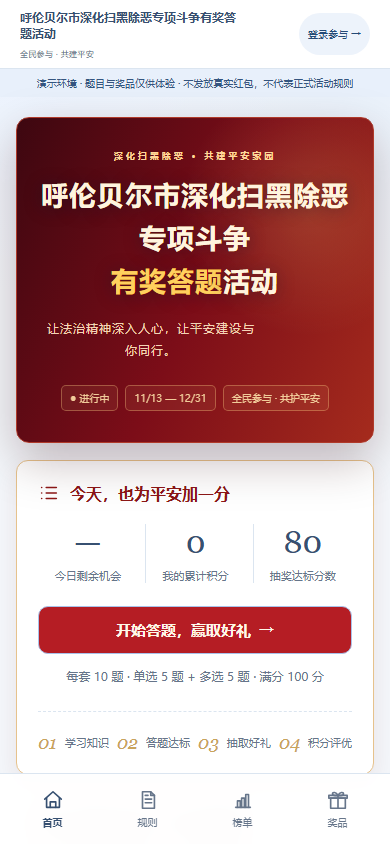 呼伦贝尔市深化扫黑除恶专项斗争有奖答
题活动
全民参与 · 共建平安
登录参与 →
演示环境 · 题目与奖品仅供体验 · 不发放真实红包，不代表正式活动规则
深化扫黑除恶 • 共建平安家园
呼伦贝尔市深化扫黑除恶
专项斗争
有奖答题活动
让法治精神深入人心，让平安建设与
你同行。
进行中
11/13 — 12/31
全民参与 · 共护平安
今天，也为平安加一分
— 0 80
今日剩余机会 我的累计积分 抽奖达标分数
开始答题，赢取好礼 →
每套 10 题 · 单选 5 题 + 多选 5 题 · 满分 100 分
01 学习知识 02 答题达标 03 抽取好礼 04 积分评优
首页 规则 榜单 奖品